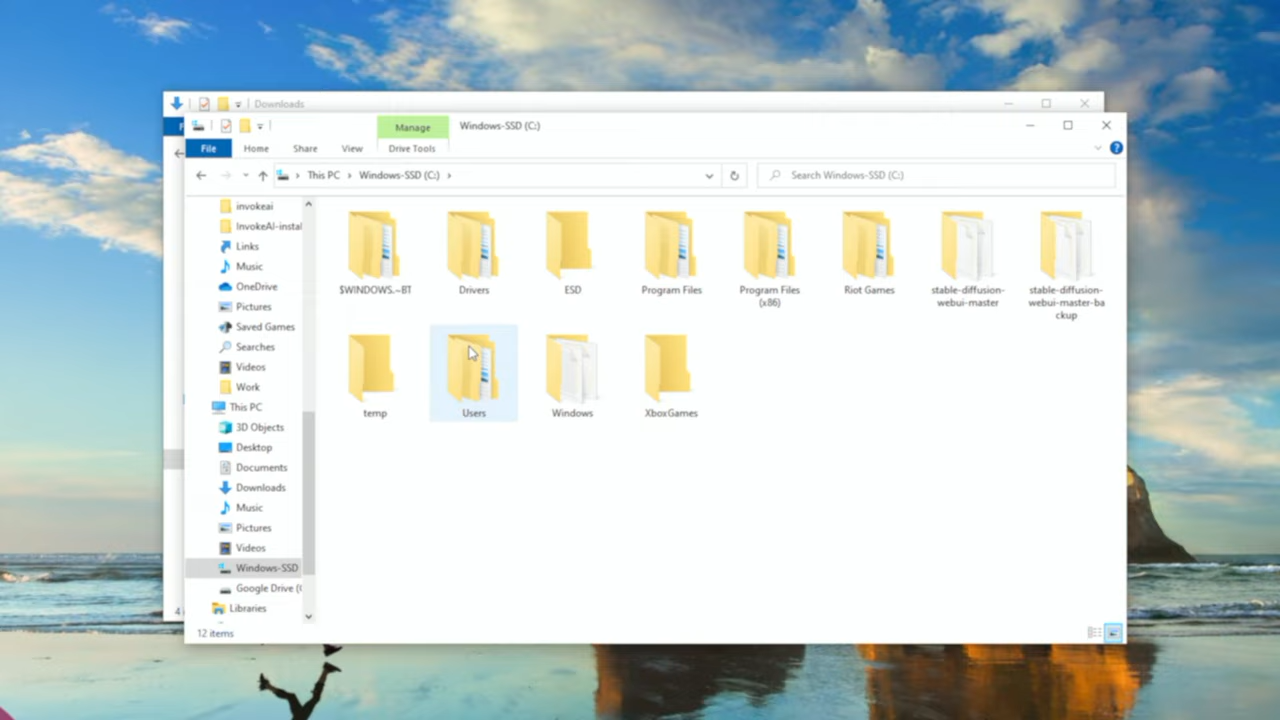 Downloads
Manage
Windows-SSD (C:)
File
Home
Share
View
Drive Tools
This PC
Windows-SSD (C:)
Search Windows-SSD (C:)
invokeai
InvokeAI-instal
Links
Music
OneDrive
Pictures
Saved Games
Searches
Videos
Work
This PC
3D Objects
Desktop
Documents
Downloads
Music
Pictures
Videos
Windows-SSD
Google Drive (
Libraries
$WINDOWS.~BT
Drivers
ESD
Program Files
Program Files
(x86)
Riot Games
stable-diffusion-
webui-master
stable-diffusion-
webui-master-ba
ckup
temp
Users
Windows
XboxGames
4
12 items